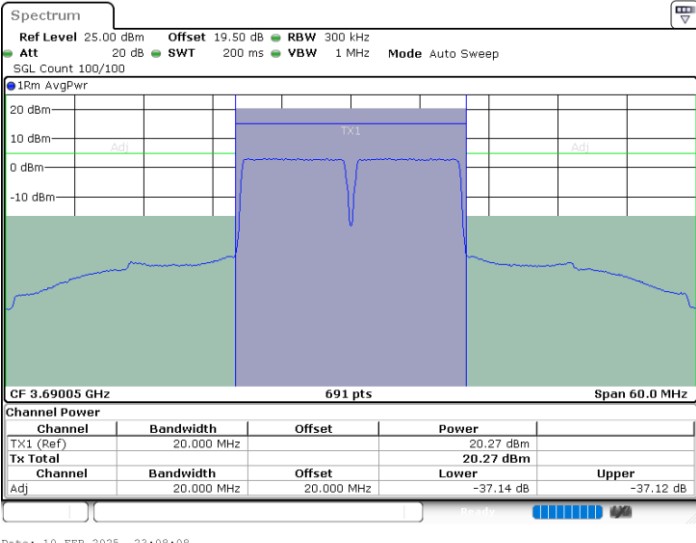 Spectrum
Ref Level 25.00 dBm Offset 19.50 dB RBW 300 kHz
Att 20 dB SWT 200 ms VBW 1 MHz Mode Auto Sweep
SGL Count 100/100
1Rm AvgPwr
20 dBm
TX1
10 dBm
Adj Adj
0 dBm
-10 dBm
CF 3.69005 GHz 691 pts Span 60.0 MHz
Channel Power
Channel Bandwidth Offset Power
TX1 (Ref) 20.000 MHz 20.27 dBm
Tx Total 20.27 dBm
Channel Bandwidth Offset Lower Upper
Adj 20.000 MHz 20.000 MHz -37.14 dB -37.12 dB
Ready